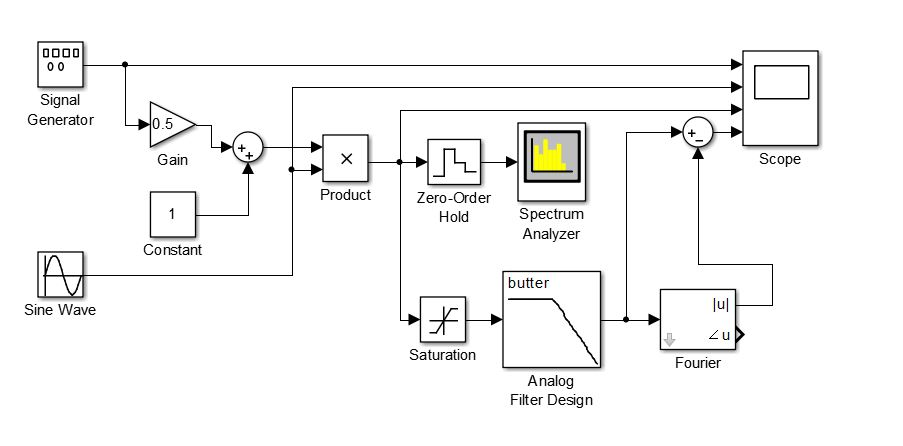 Signal
Generator
0.5
Gain
+
+
1
Constant
Sine Wave
×
Product
Zero-Order
Hold
Spectrum
Analyzer
+
−
Scope
Saturation
butter
Analog
Filter Design
|u|
∠u
Fourier